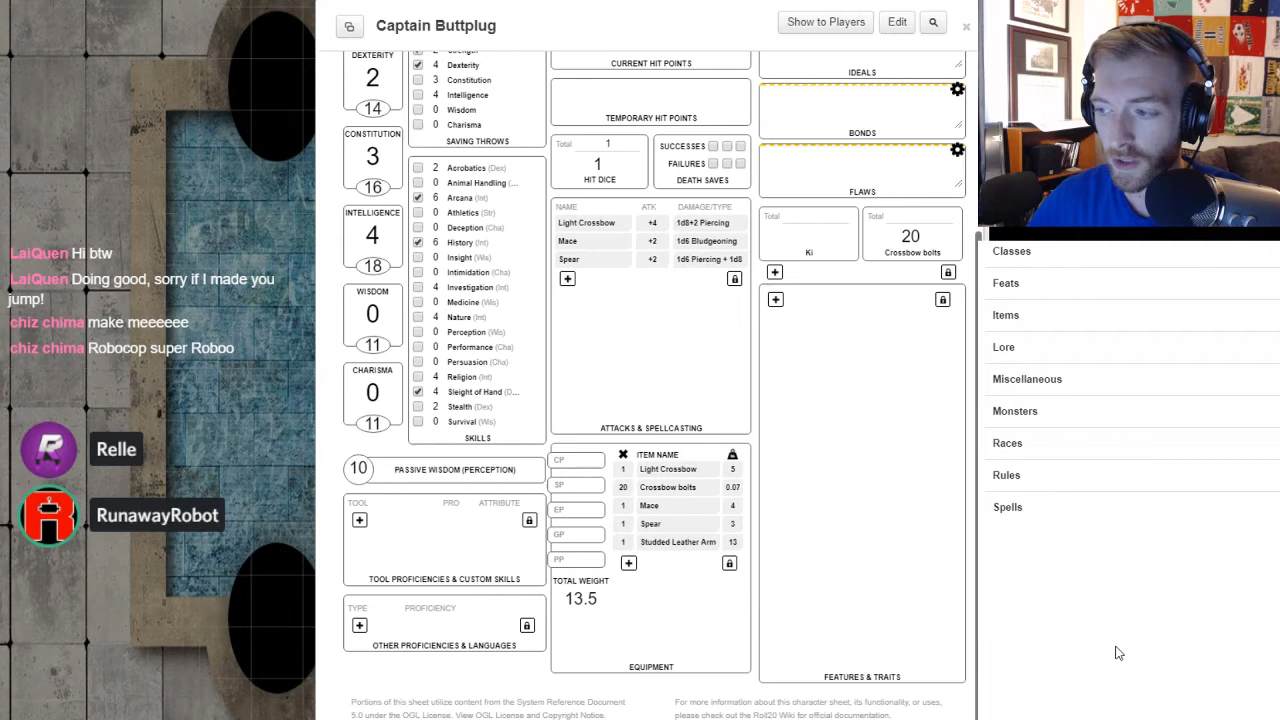 Captain Buttplug
Show to Players
Edit
DEXTERITY
2
14
CONSTITUTION
3
16
INTELLIGENCE
4
18
WISDOM
0
11
CHARISMA
0
11
4 Dexterity
3 Constitution
4 Intelligence
0 Wisdom
0 Charisma
SAVING THROWS
2 Acrobatics (Dex)
0 Animal Handling (...
6 Arcana (Int)
0 Athletics (Str)
0 Deception (Cha)
6 History (Int)
0 Insight (Wis)
0 Intimidation (Cha)
4 Investigation (Int)
0 Medicine (Wis)
4 Nature (Int)
0 Perception (Wis)
0 Performance (Cha)
0 Persuasion (Cha)
4 Religion (Int)
4 Sleight of Hand (D...
2 Stealth (Dex)
0 Survival (Wis)
SKILLS
10 PASSIVE WISDOM (PERCEPTION)
TOOL PRO ATTRIBUTE
TOOL PROFICIENCIES & CUSTOM SKILLS
TYPE PROFICIENCY
OTHER PROFICIENCIES & LANGUAGES
CURRENT HIT POINTS
TEMPORARY HIT POINTS
Total 1
1
HIT DICE
SUCCESSES
FAILURES
DEATH SAVES
NAME ATK DAMAGE/TYPE
Light Crossbow +4 1d8+2 Piercing
Mace +2 1d6 Bludgeoning
Spear +2 1d6 Piercing + 1d8
ATTACKS & SPELLCASTING
CP
SP
EP
GP
PP
ITEM NAME
1 Light Crossbow 5
20 Crossbow bolts 0.07
1 Mace 4
1 Spear 3
1 Studded Leather Arm 13
TOTAL WEIGHT
13.5
EQUIPMENT
IDEALS
BONDS
FLAWS
Total
Ki
Total
20
Crossbow bolts
FEATURES & TRAITS
Portions of this sheet utilize content from the System Reference Document
5.0 under the OGL License. View OGL License and Copyright Notice.
For more information about this character sheet, its functionality, or uses,
please check out the Roll20 Wiki for official documentation.
Classes
Feats
Items
Lore
Miscellaneous
Monsters
Races
Rules
Spells
LaiQuen Hi btw
LaiQuen Doing good, sorry if I made you
jump!
chiz chima make meeeeee
chiz chima Robocop super Roboo
Relle
RunawayRobot